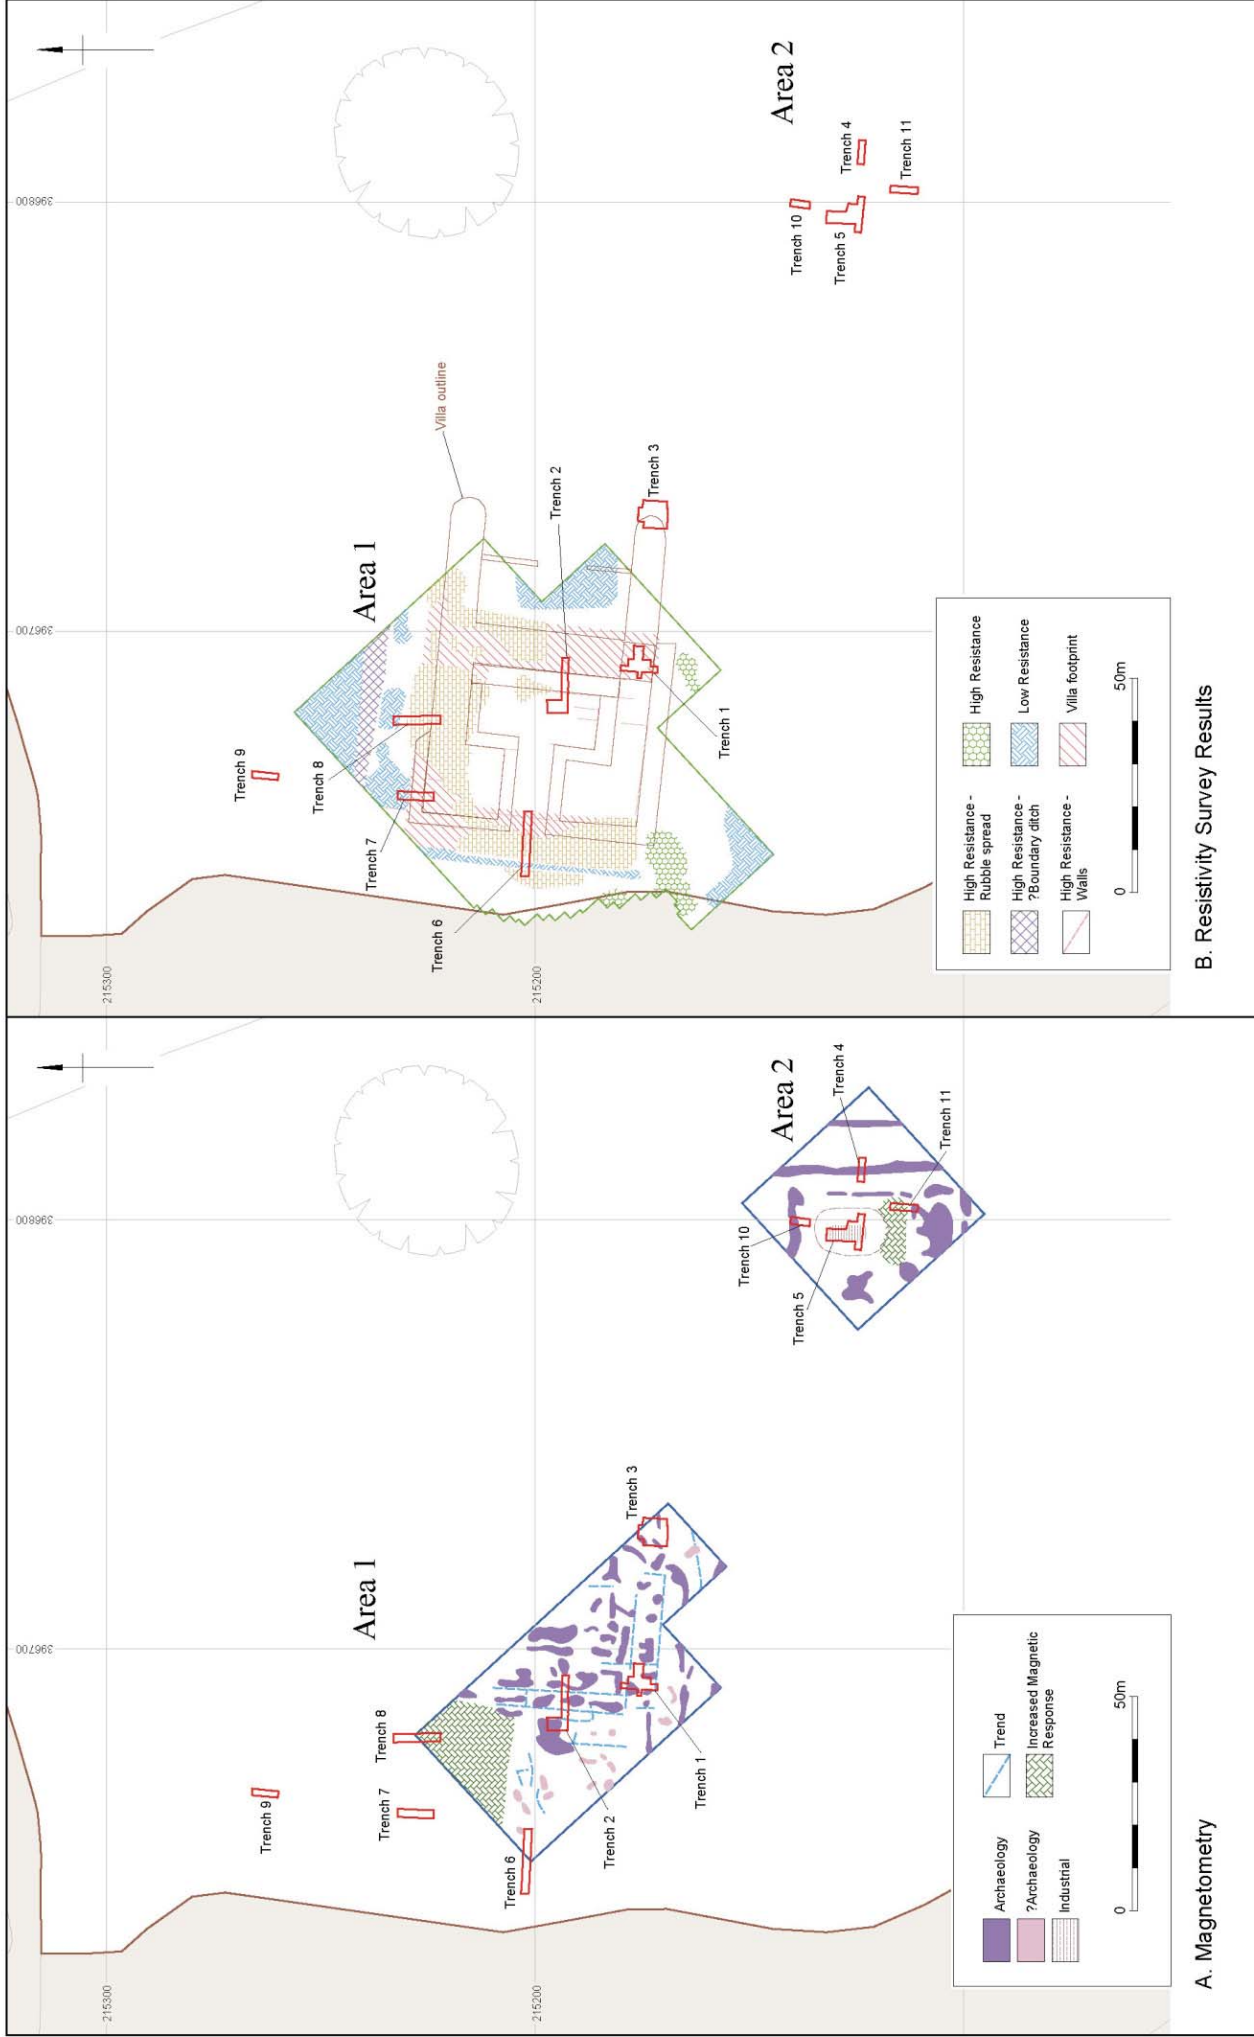 215300
215200
396700
396800
Area 1
Area 2
Trench 9
Trench 8
Trench 7
Trench 6
Trench 2
Trench 1
Trench 3
Trench 10
Trench 5
Trench 4
Trench 11
Archaeology
?Archaeology
Industrial
Trend
Increased Magnetic
Response
0
50m
A. Magnetometry
215300
215200
396700
396800
Area 1
Area 2
Villa outline
Trench 9
Trench 8
Trench 7
Trench 6
Trench 2
Trench 3
Trench 1
Trench 10
Trench 5
Trench 4
Trench 11
High Resistance -
Rubble spread
High Resistance -
?Boundary ditch
High Resistance -
Walls
High Resistance
Low Resistance
Villa footprint
0
50m
B. Resistivity Survey Results